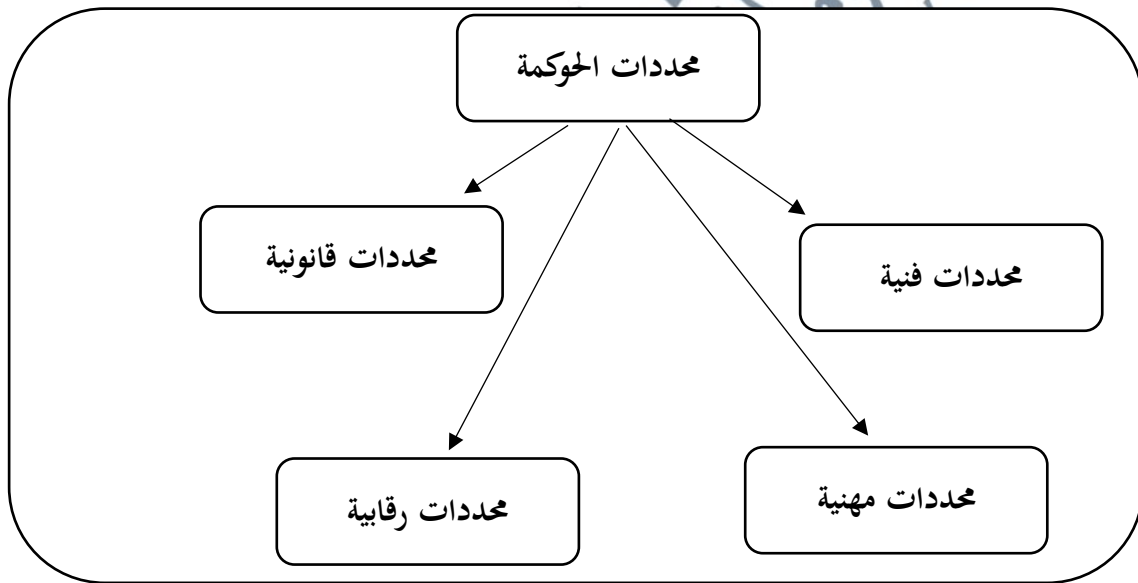 محددات الحوكمة
محددات فنية
محددات قانونية
محددات مهنية
محددات رقابية